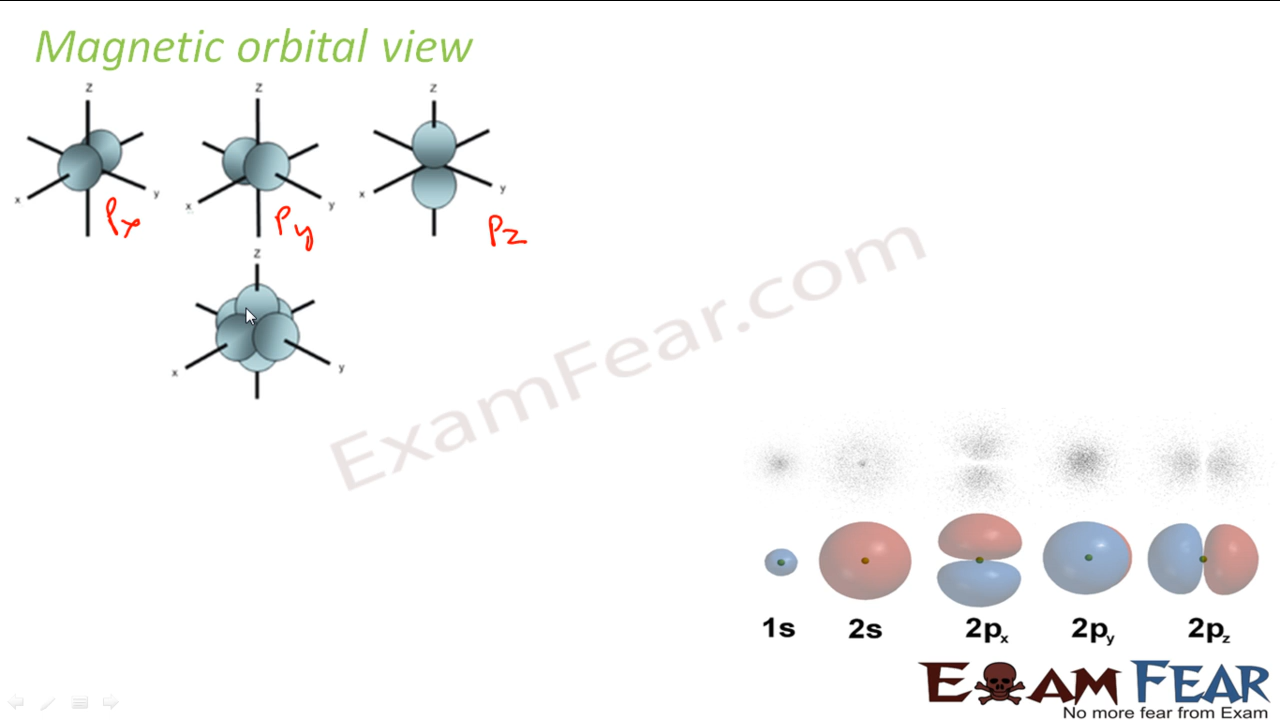 Magnetic orbital view
z
z
z
x
y
x
y
x
y
Px
Py
Pz
z
x
y
ExamFear.com
1s 2s 2px 2py 2pz
EXAM FEAR
No more fear from Exam